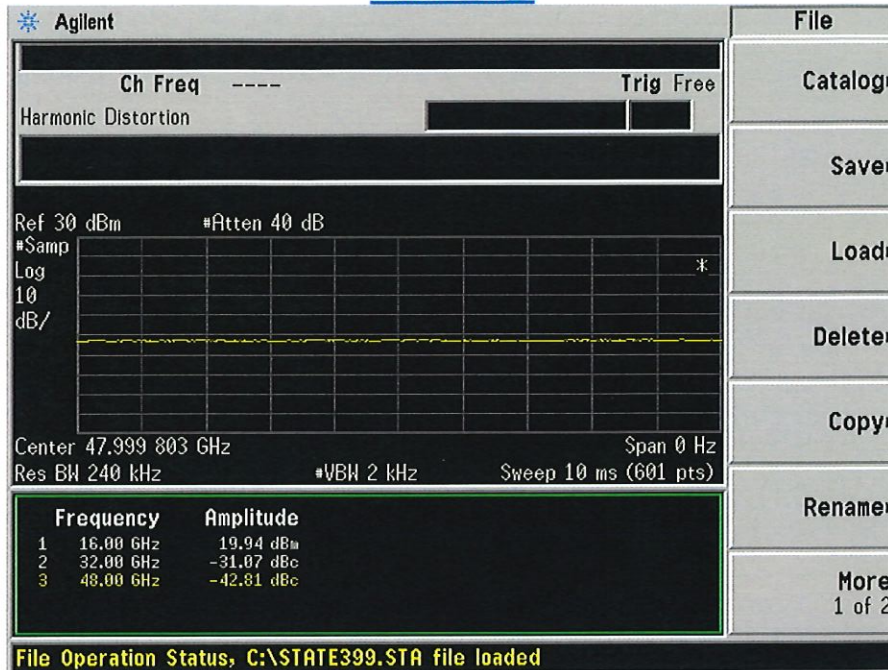 Agilent
File
Ch Freq ----
Trig Free
Harmonic Distortion
Catalog
Save
Load
Delete
Copy
Rename
More
1 of 2
Ref 30 dBm #Atten 40 dB
#Samp
Log
10
dB/
*
Center 47.999 803 GHz Span 0 Hz
Res BW 240 kHz #VBW 2 kHz Sweep 10 ms (601 pts)
Frequency Amplitude
1 16.00 GHz 19.94 dBm
2 32.00 GHz -31.07 dBc
3 48.00 GHz -42.81 dBc
File Operation Status, C:\STATE399.STA file loaded